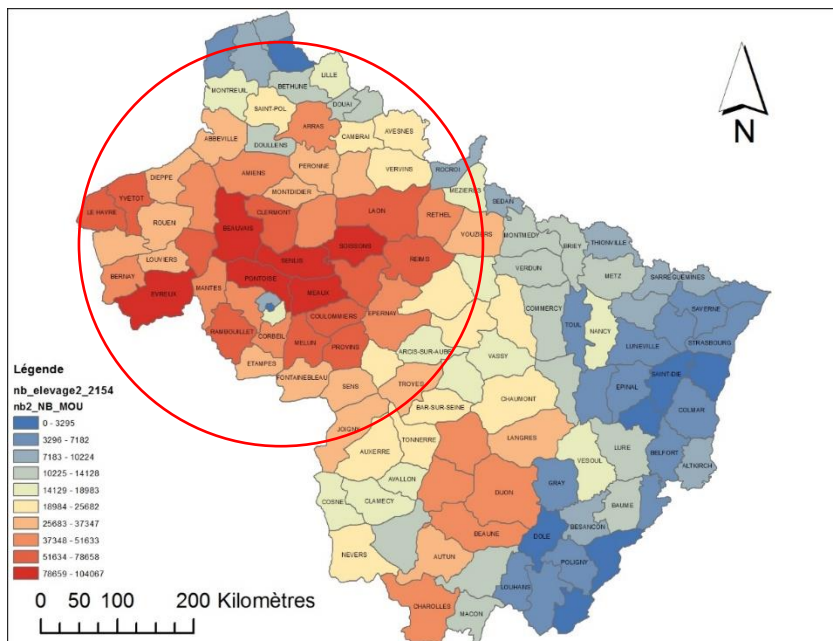 LILLE
BETHUNE
MONTREUIL
DOUAI
SAINT-POL
ARRAS
AVESNES
CAMBRAI
ABBEVILLE
DOULLENS
PERONNE
VERVINS
ROCROI
DIEPPE
AMIENS
MEZIERES
MONTDIDIER
SEDAN
YVETOT
LE HAVRE
CLERMONT
LAON
RETHEL
ROUEN
BEAUVAIS
VOUZIERS
MONTMEDY
BRIEY
THIONVILLE
SOISSONS
LOUVIERS
SENLIS
REIMS
METZ
SARREGUEMINES
VERDUN
BERNAY
PONTOISE
EVREUX
MANTES
MEAUX
COMMERCY
SAVERNE
COULOMMIERS
EPERNAY
TOUL
NANCY
STRASBOURG
RAMBOUILLET
CORBEIL
MELUN
PROVINS
LUNEVILLE
ARCIS-SUR-AUBE
VASSY
ETAMPES
FONTAINEBLEAU
SAINT-DIE
SENS
TROYES
EPINAL
CHAUMONT
BAR-SUR-SEINE
COLMAR
JOIGNY
TONNERRE
LANGRES
AUXERRE
LURE
BELFORT
VESOUL
ALTKIRCH
AVALLON
GRAY
COSNE
CLAMECY
DIJON
BAUME
BESANCON
BEAUNE
DOLE
NEVERS
AUTUN
POLIGNY
LOUHANS
CHAROLLES
MACON
N
Légende
nb_elevage2_2154
nb2_NB_MOU
0 - 3295
3296 - 7182
7183 - 10224
10225 - 14128
14129 - 18983
18984 - 25682
25683 - 37347
37348 - 51633
51634 - 78658
78659 - 104067
0 50 100 200 Kilomètres